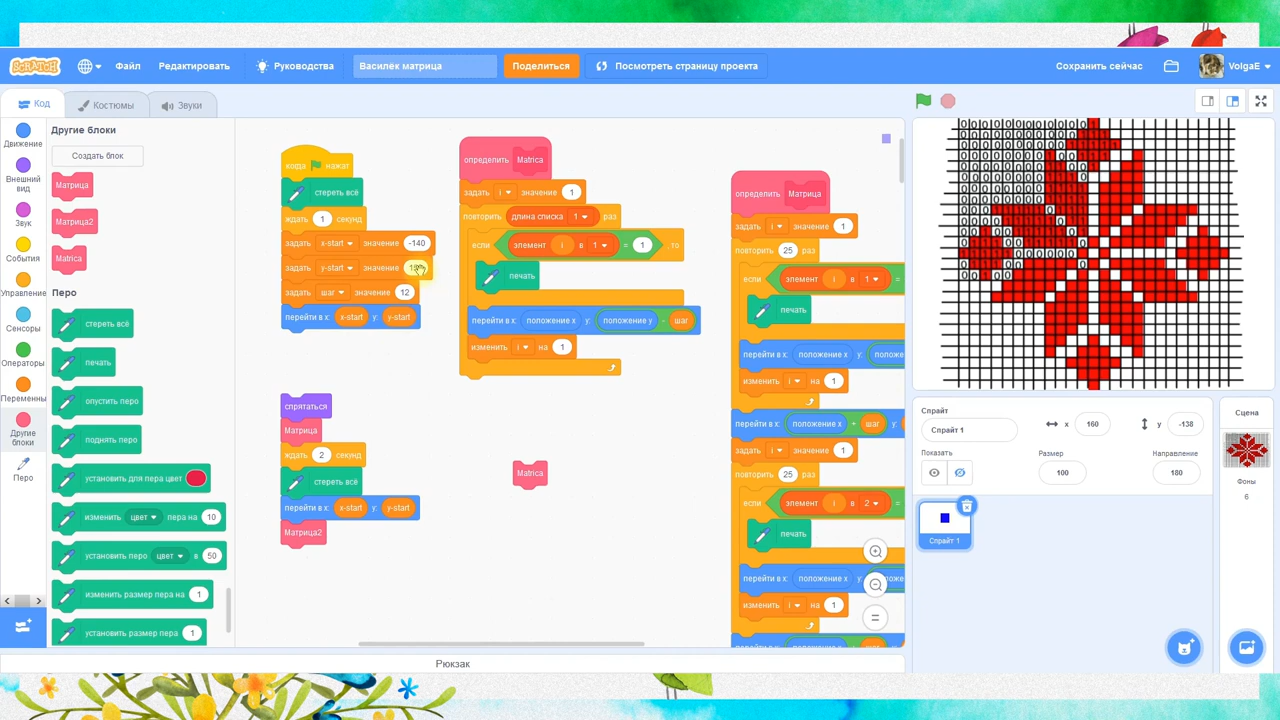 SCRATCH
Файл
Редактировать
Руководства
Василёк матрица
Поделиться
Посмотреть страницу проекта
Сохранить сейчас
VolgaE
Код
Костюмы
Звуки
Движение
Внешний вид
Звук
События
Управление
Сенсоры
Операторы
Переменны
Другие блоки
Перо
Другие блоки
Создать блок
Матрица
Матрица2
Matrica
Перо
стереть всё
печать
опустить перо
поднять перо
установить для пера цвет
изменить цвет пера на 10
установить перо цвет в 50
изменить размер пера на 1
установить размер пера 1
когда нажат
стереть всё
ждать 1 секунд
задать x-start значение -140
задать y-start значение
задать шаг значение 12
перейти в x: x-start y: y-start
спрятаться
Матрица
ждать 2 секунд
стереть всё
перейти в x: x-start y: y-start
Матрица2
определить Matrica
задать i значение 1
повторить длина списка 1 раз
если элемент i в 1 = 1 то
печать
перейти в x: положение x y: положение y - шаг
изменить i на 1
Matrica
определить Матрица
задать i значение 1
повторить 25 раз
если элемент i в 1 =
печать
перейти в x: положение x y: положе
изменить i на 1
перейти в x: положение x + шаг y:
задать i значение 1
повторить 25 раз
если элемент i в 2 =
печать
перейти в x: положение x y: положе
изменить i на 1
Рюкзак
Спрайт
Спрайт 1
x 160
y -138
Показать
Размер
100
Направление
180
Спрайт 1
Сцена
Фоны
6